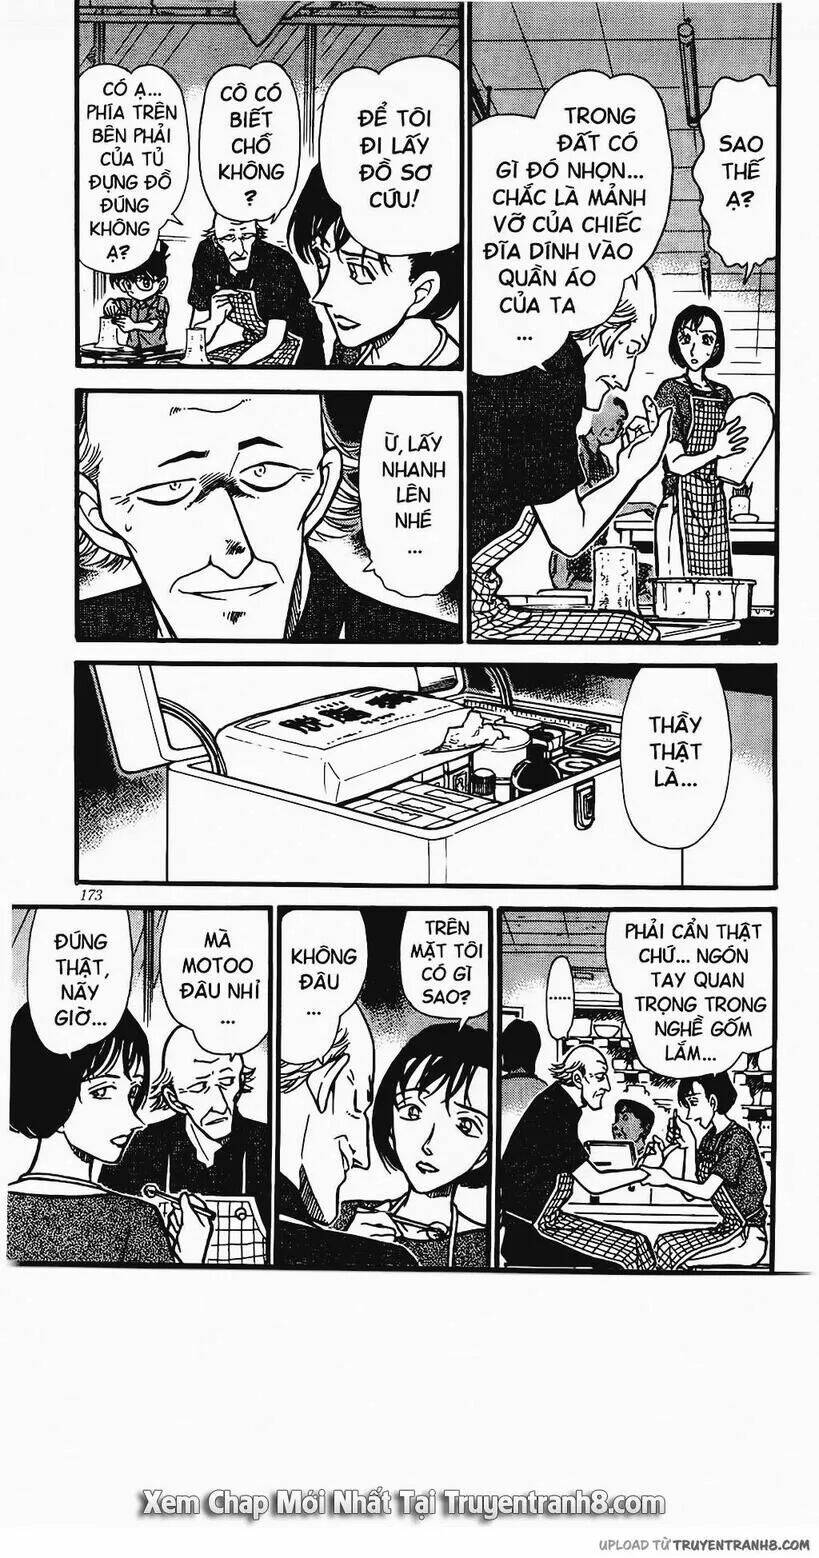 SAO
THẾ
Ạ?
TRONG
ĐẤT CÓ
GÌ ĐÓ NHỌN...
CHẮC LÀ MẢNH
VỠ CỦA CHIẾC
ĐĨA DÍNH VÀO
QUẦN ÁO
CỦA TA
...
ĐỂ TÔI
ĐI LẤY
ĐỒ SƠ
CỨU!
CÔ CÓ
BIẾT
CHỖ
KHÔNG
?
CÓ Ạ...
PHÍA TRÊN
BÊN PHẢI
CỦA TỦ
ĐỰNG ĐỒ
ĐÚNG
KHÔNG
Ạ?
Ừ, LẤY
NHANH
LÊN
NHÉ
...
THẦY
THẬT
LÀ...
173
PHẢI CẨN THẬT
CHỨ... NGÓN
TAY QUAN
TRỌNG TRONG
NGHỀ GỐM
LẮM...
......
TRÊN
MẶT TÔI
CÓ GÌ
SAO?
KHÔNG
ĐÂU
...
MÀ
MOTOO
ĐÂU NHỈ
...
ĐÚNG
THẬT,
NÃY
GIỜ...
Xem Chap Mới Nhất Tại Truyentranh8.com
UPLOAD TỪ TRUYENTRANH8.COM